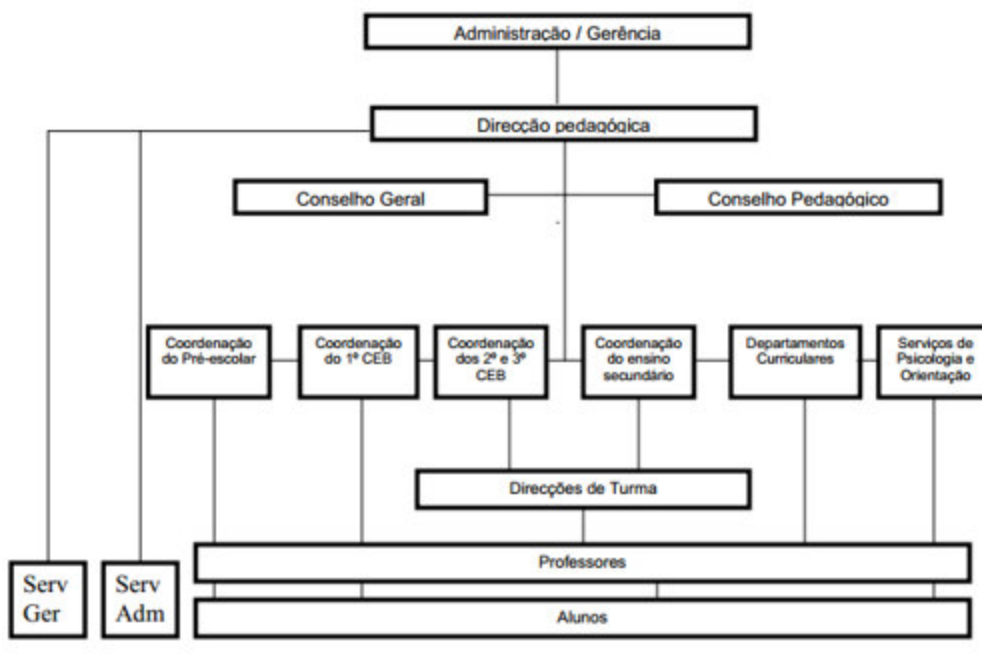 Administração / Gerência
Direcção pedagógica
Conselho Geral
Conselho Pedagógico
Coordenação
do Pré-escolar
Coordenação
do 1º CEB
Coordenação
dos 2º e 3º
CEB
Coordenação
do ensino
secundário
Departamentos
Curriculares
Serviços de
Psicologia e
Orientação
Direcções de Turma
Professores
Serv
Ger
Serv
Adm
Alunos